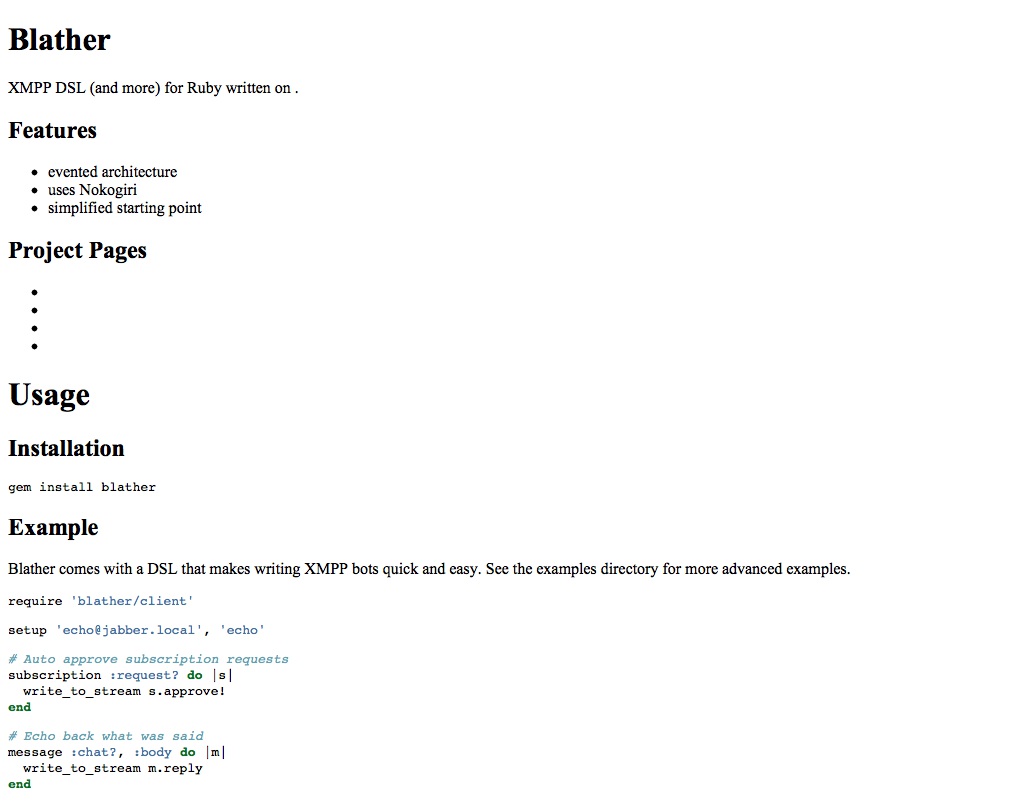 Blather
XMPP DSL (and more) for Ruby written on .
Features
• evented architecture
• uses Nokogiri
• simplified starting point
Project Pages
•
•
•
•
Usage
Installation
gem install blather
Example
Blather comes with a DSL that makes writing XMPP bots quick and easy. See the examples directory for more advanced examples.
require 'blather/client'
setup 'echo@jabber.local', 'echo'
# Auto approve subscription requests
subscription :request? do |s|
  write_to_stream s.approve!
end
# Echo back what was said
message :chat?, :body do |m|
  write_to_stream m.reply
end